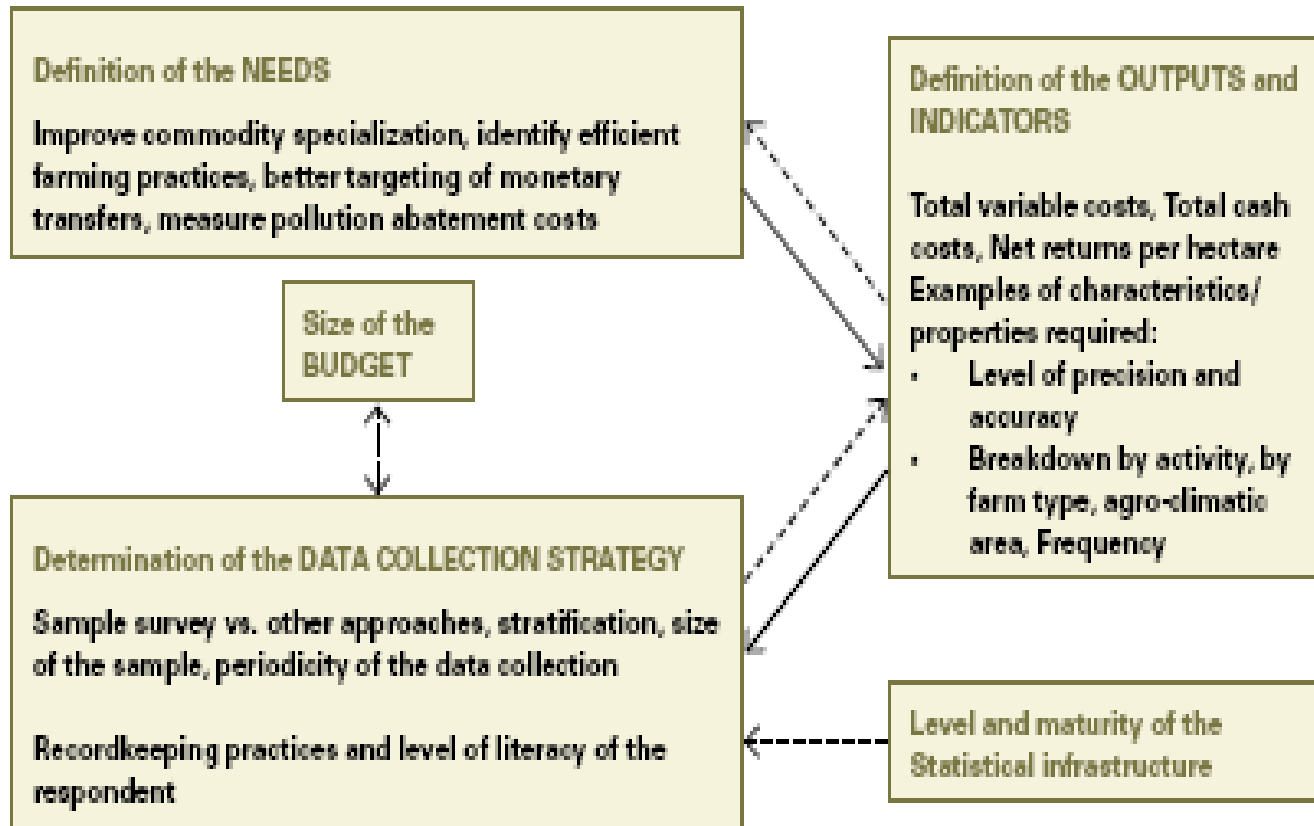 Definition of the NEEDS
Improve commodity specialization, identify efficient
farming practices, better targeting of monetary
transfers, measure pollution abatement costs
Size of the
BUDGET
Determination of the DATA COLLECTION STRATEGY
Sample survey vs. other approaches, stratification, size
of the sample, periodicity of the data collection
Recordkeeping practices and level of literacy of the
respondent
Definition of the OUTPUTS and
INDICATORS
Total variable costs, Total cash
costs, Net returns per hectare
Examples of characteristics/
properties required:
• Level of precision and
accuracy
• Breakdown by activity, by
farm type, agro-climatic
area, Frequency
Level and maturity of the
Statistical infrastructure